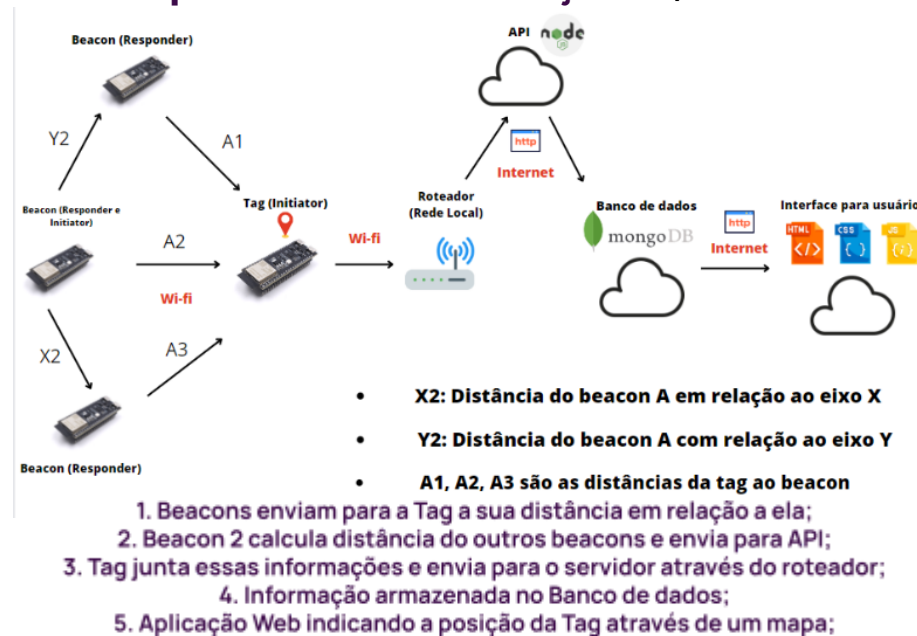 Beacon (Responder)
API
node
JS
Y2
A1
http
Internet
Beacon (Responder e
Initiator)
Tag (Initiator)
Roteador
(Rede Local)
Banco de dados
Interface para usuário
A2
Wi-fi
mongoDB
http
Internet
HTML
CSS
JS
Wi-fi
X2
A3
Beacon (Responder)
• X2: Distância do beacon A em relação ao eixo X
• Y2: Distância do beacon A com relação ao eixo Y
• A1, A2, A3 são as distâncias da tag ao beacon
1. Beacons enviam para a Tag a sua distância em relação a ela;
2. Beacon 2 calcula distância do outros beacons e envia para API;
3. Tag junta essas informações e envia para o servidor através do roteador;
4. Informação armazenada no Banco de dados;
5. Aplicação Web indicando a posição da Tag através de um mapa;